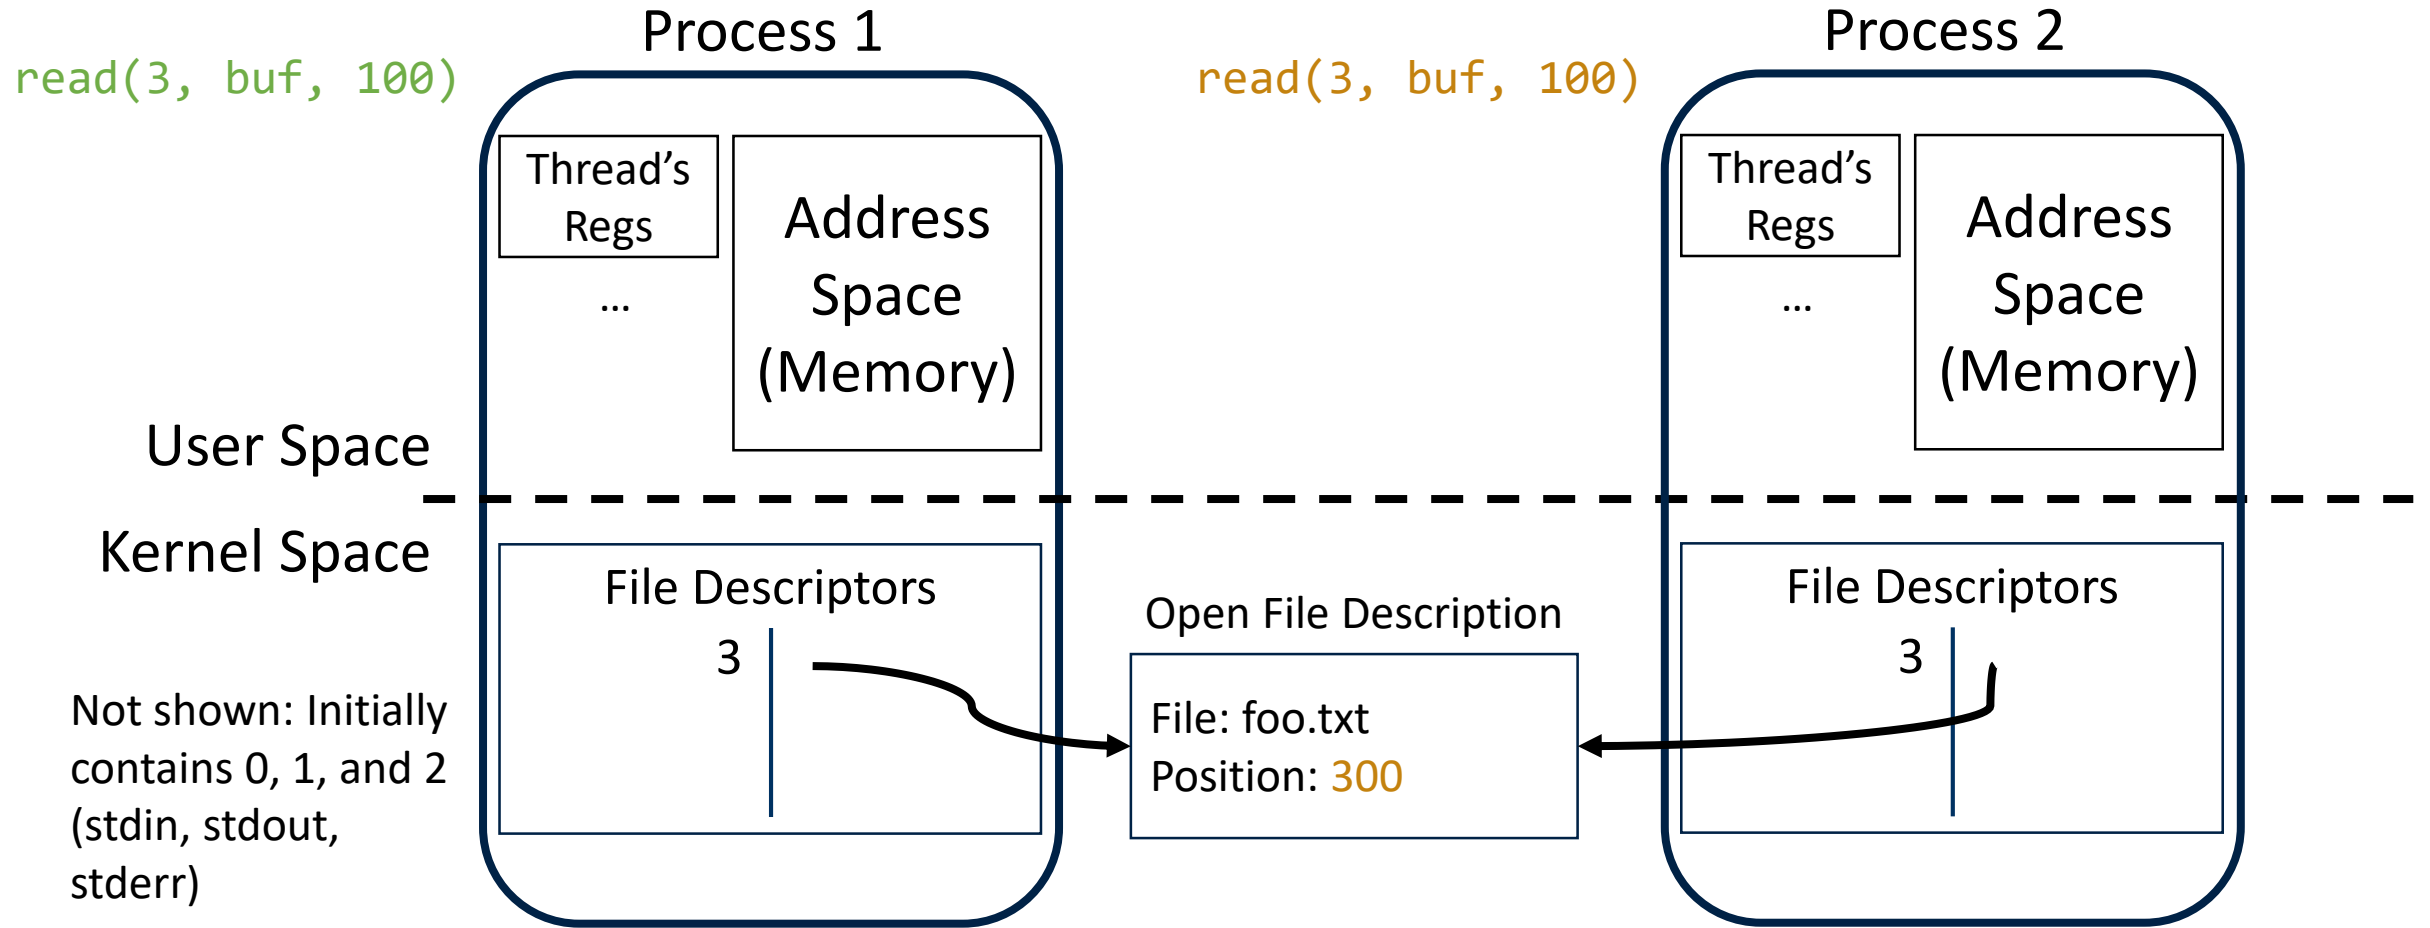 Process 1
read(3, buf, 100)
Thread’s
Regs
...
Address
Space
(Memory)
Process 2
read(3, buf, 100)
Thread’s
Regs
...
Address
Space
(Memory)
User Space
Kernel Space
File Descriptors
3
Open File Description
File: foo.txt
Position: 300
File Descriptors
3
Not shown: Initially
contains 0, 1, and 2
(stdin, stdout,
stderr)